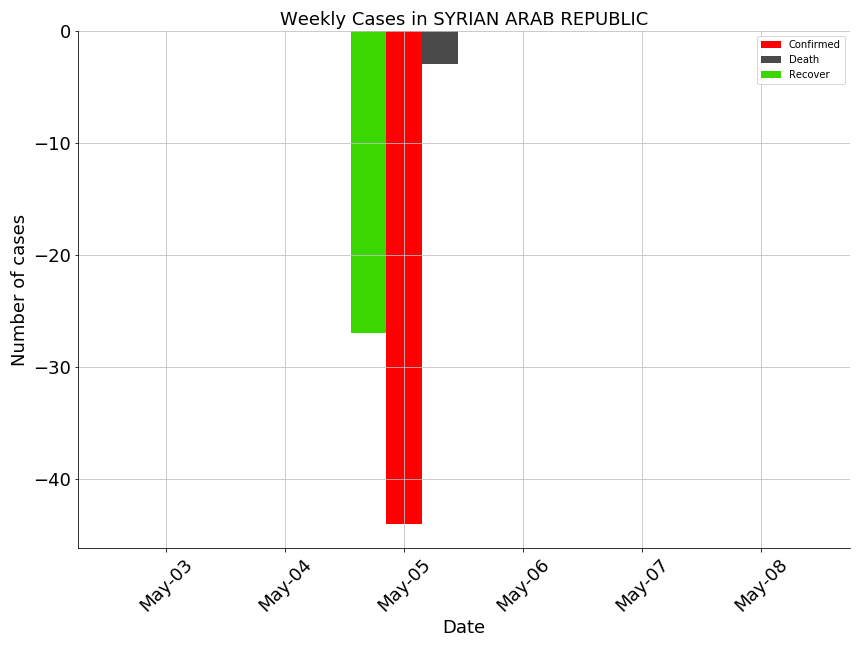 Weekly Cases in SYRIAN ARAB REPUBLIC
Confirmed
Death
Recover
Number of cases
0
−10
−20
−30
−40
May-03
May-04
May-05
May-06
May-07
May-08
Date